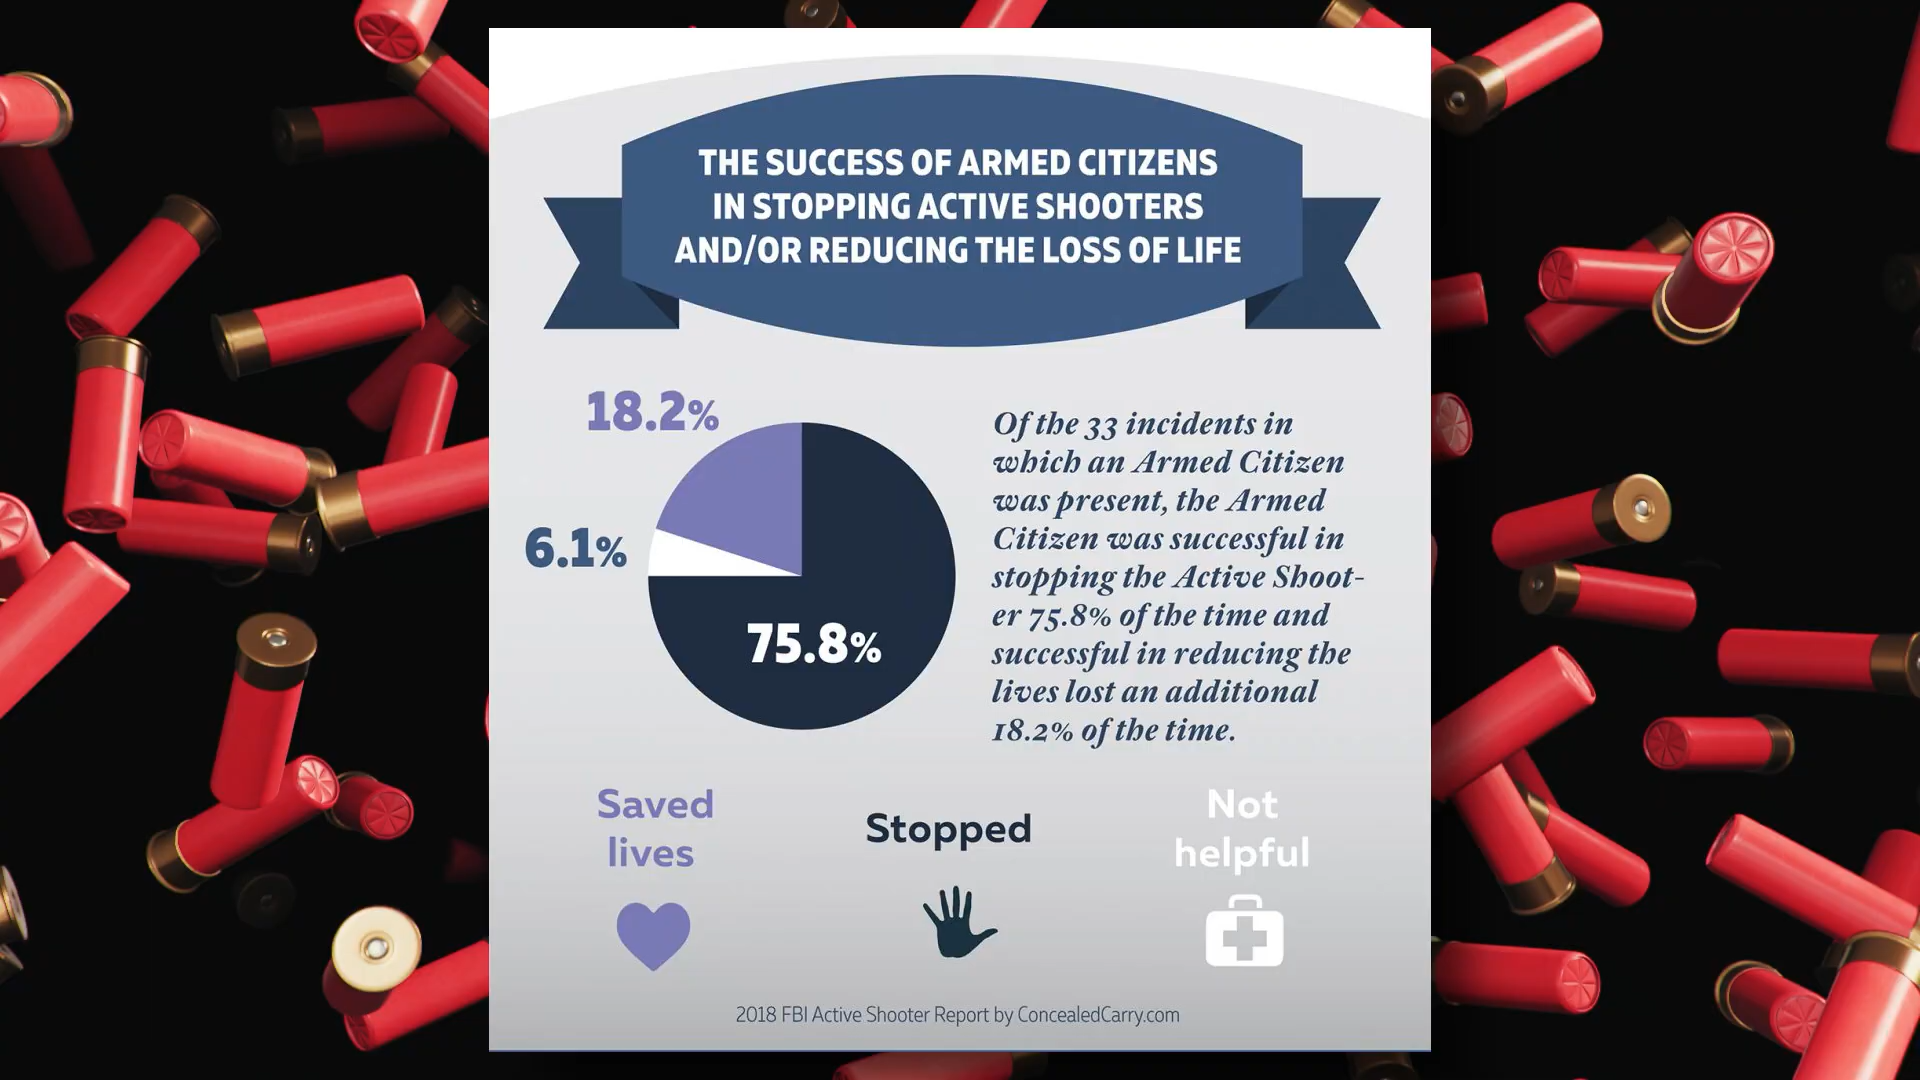 THE SUCCESS OF ARMED CITIZENS
IN STOPPING ACTIVE SHOOTERS
AND/OR REDUCING THE LOSS OF LIFE
18.2%
6.1%
75.8%
Of the 33 incidents in
which an Armed Citizen
was present, the Armed
Citizen was successful in
stopping the Active Shoot-
er 75.8% of the time and
successful in reducing the
lives lost an additional
18.2% of the time.
Saved
lives
Stopped
Not
helpful
2018 FBI Active Shooter Report by ConcealedCarry.com